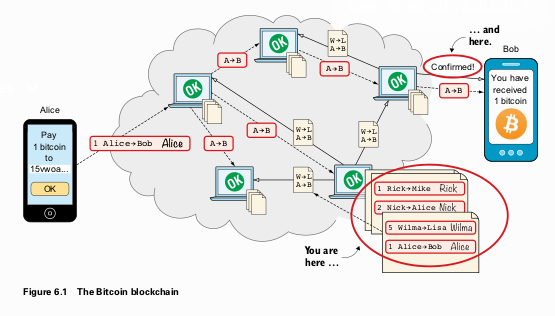 ... and
here.
Bob
Alice
Confirmed!
You have
received
1 bitcoin
Pay
1 bitcoin
to
15vwoa...
OK
1 Alice→Bob Alice
A→B
A→B
A→B
A→B
OK
OK
OK
OK
OK
W→L
A→B
W→L
A→B
W→L
A→B
W→L
A→B
1 Rick→Mike Rick
2 Nick→Alice Nick
5 Wilma→Lisa Wilma
1 Alice→Bob Alice
You are
here ...
Figure 6.1 The Bitcoin blockchain